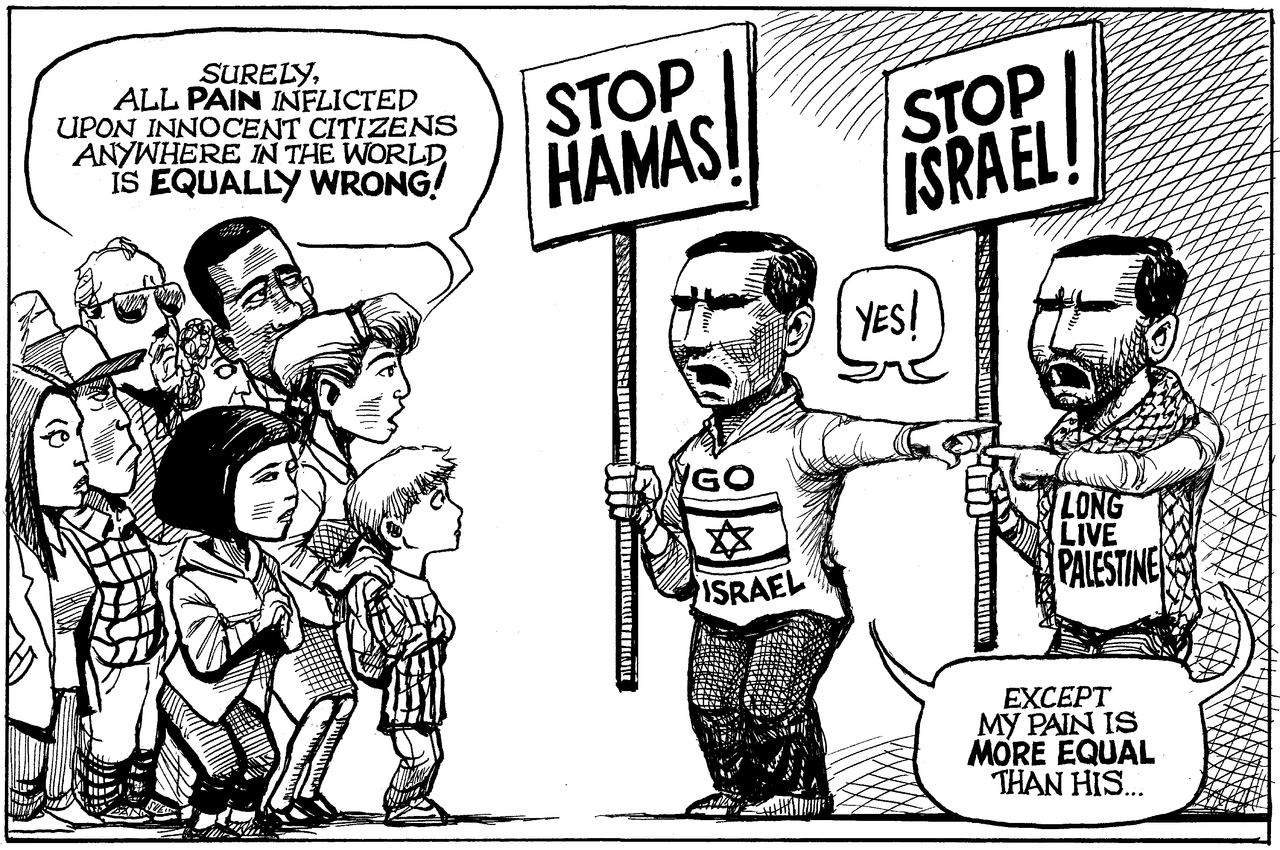 SURELY,
ALL PAIN INFLICTED
UPON INNOCENT CITIZENS
ANYWHERE IN THE WORLD
IS EQUALLY WRONG!
STOP
HAMAS!
STOP
ISRAEL!
YES!
GO
ISRAEL
LONG
LIVE
PALESTINE
EXCEPT
MY PAIN IS
MORE EQUAL
THAN HIS...